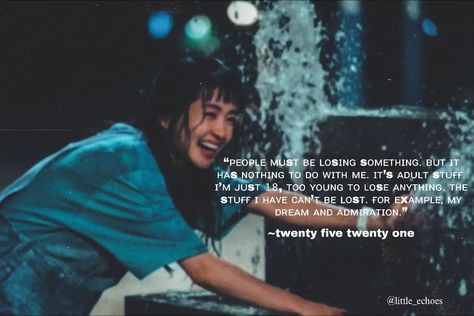 “PEOPLE MUST BE LOSING SOMETHING. BUT IT
HAS NOTHING TO DO WITH ME. IT’S ADULT STUFF.
I’M JUST 18, TOO YOUNG TO LOSE ANYTHING. THE
STUFF I HAVE CAN’T BE LOST. FOR EXAMPLE, MY
DREAM AND ADMIRATION.”
~twenty five twenty one
@little_echoes